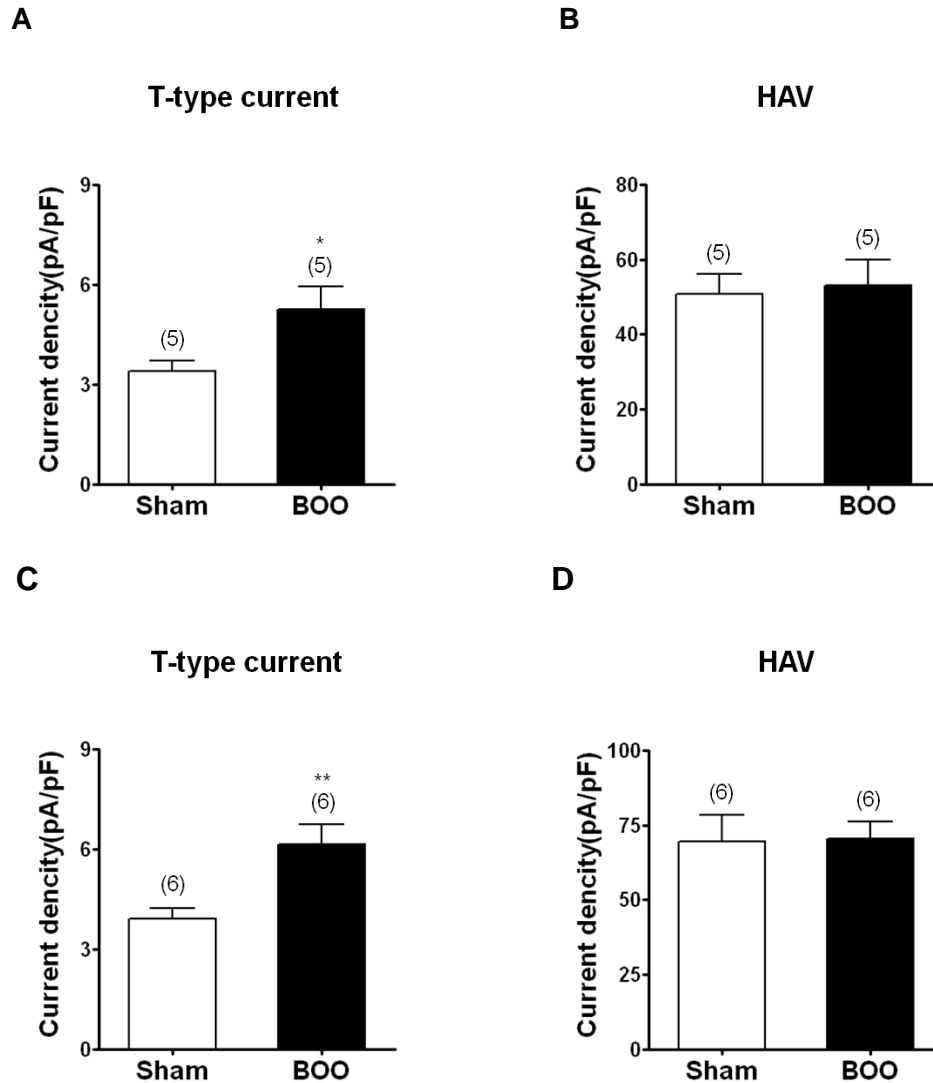 A
T-type current
Current dencity(pA/pF)
9
6
3
0
(5)
*
(5)
Sham BOO
B
HAV
Current dencity(pA/pF)
80
60
40
20
0
(5)
(5)
Sham BOO
C
T-type current
Current dencity(pA/pF)
9
6
3
0
(6)
**
(6)
Sham BOO
D
HAV
Current dencity(pA/pF)
100
75
50
25
0
(6)
(6)
Sham BOO